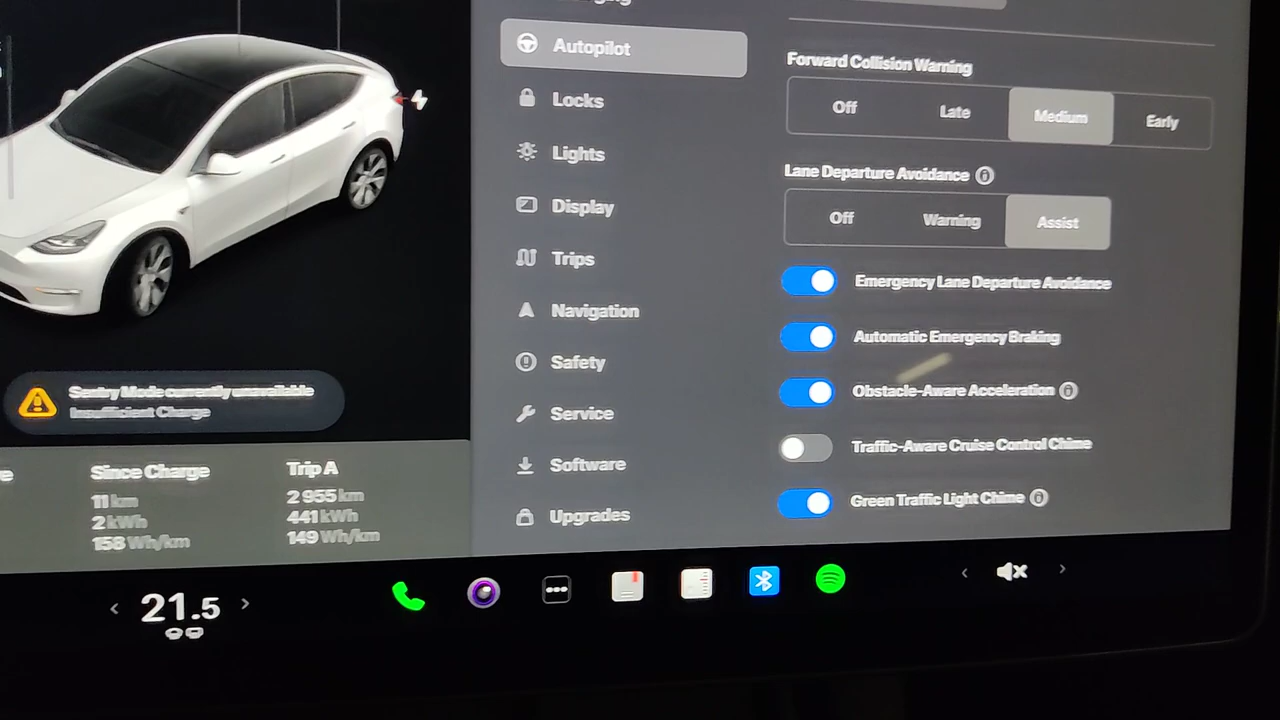 Autopilot
Locks
Lights
Display
Trips
Navigation
Safety
Service
Software
Upgrades
Forward Collision Warning
Off Late Medium Early
Lane Departure Avoidance
Off Warning Assist
Emergency Lane Departure Avoidance
Automatic Emergency Braking
Obstacle-Aware Acceleration
Traffic-Aware Cruise Control Chime
Green Traffic Light Chime
Sentry Mode currently unavailable
Insufficient Charge
Since Charge
11 km
2 kWh
158 Wh/km
Trip A
2 955 km
441 kWh
149 Wh/km
21.5